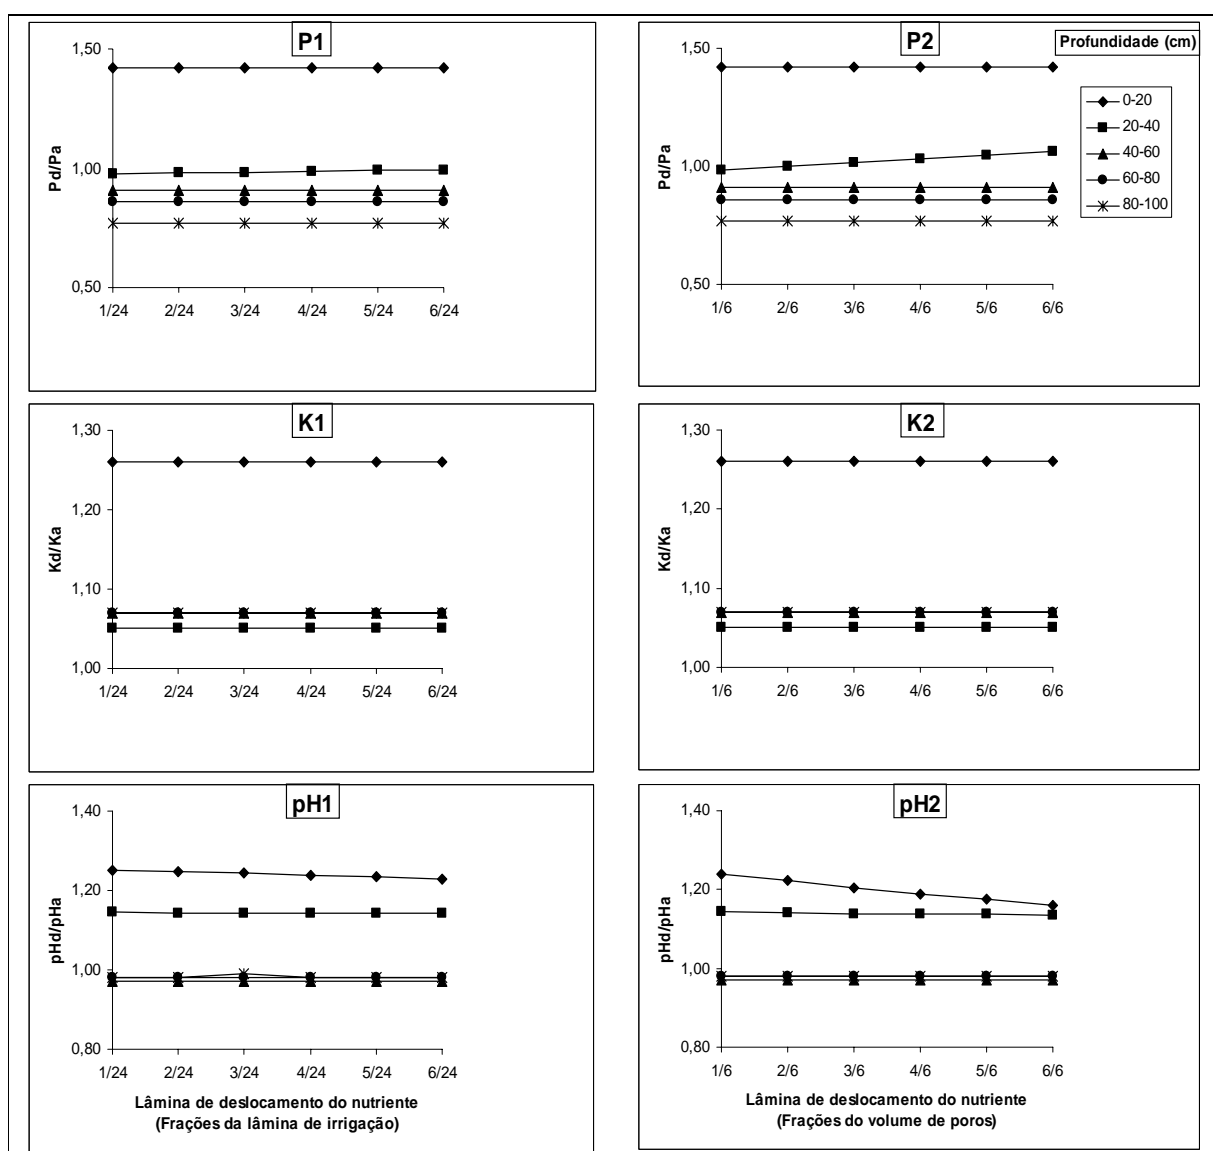 P1
1,50
1,00
0,50
Pd/Pa
1/24 2/24 3/24 4/24 5/24 6/24
P2
Profundidade (cm)
1,50
1,00
0,50
Pd/Pa
1/6 2/6 3/6 4/6 5/6 6/6
0-20
20-40
40-60
60-80
80-100
K1
1,30
1,20
1,10
1,00
Kd/Ka
1/24 2/24 3/24 4/24 5/24 6/24
K2
1,30
1,20
1,10
1,00
Kd/Ka
1/6 2/6 3/6 4/6 5/6 6/6
pH1
1,40
1,20
1,00
0,80
pHd/pHa
1/24 2/24 3/24 4/24 5/24 6/24
Lâmina de deslocamento do nutriente
(Frações da lâmina de irrigação)
pH2
1,40
1,20
1,00
0,80
pHd/pHa
1/6 2/6 3/6 4/6 5/6 6/6
Lâmina de deslocamento do nutriente
(Frações do volume de poros)